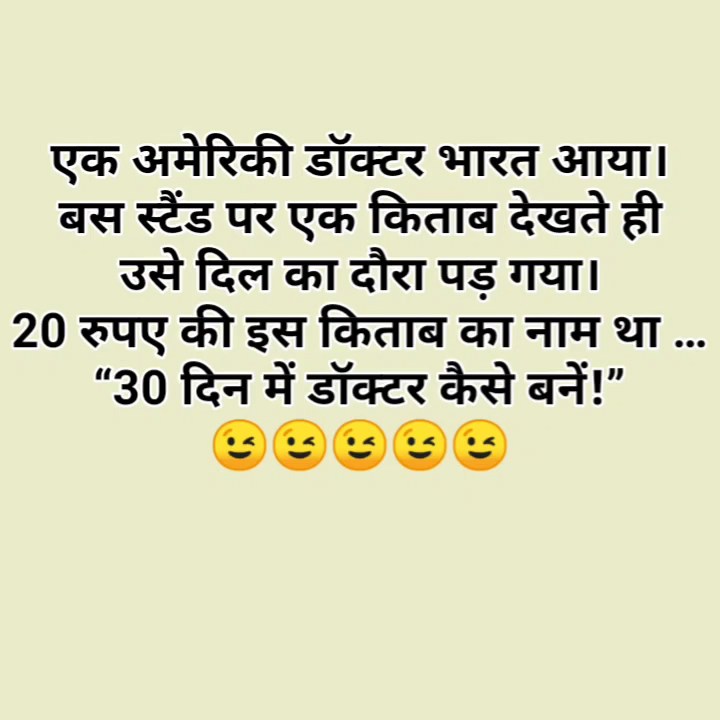 एक अमेरिकी डॉक्टर भारत आया।
बस स्टैंड पर एक किताब देखते ही
उसे दिल का दौरा पड़ गया।
20 रुपए की इस किताब का नाम था ...
“30 दिन में डॉक्टर कैसे बनें!”
😉😉😉😉😉